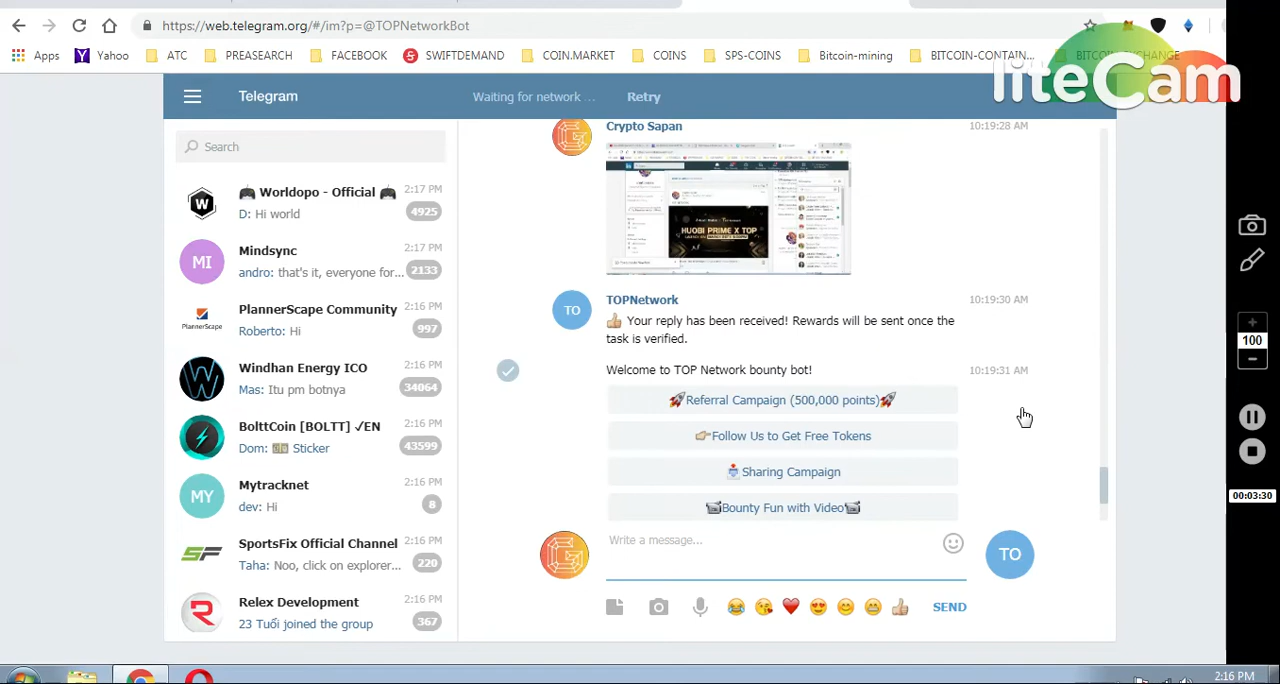 https://web.telegram.org/#/im?p=@TOPNetworkBot
Apps Yahoo ATC PREASEARCH FACEBOOK SWIFTDEMAND COIN.MARKET COINS SPS-COINS Bitcoin-mining BITCOIN-CONTAIN... BITCOIN-EXCHANGE
liteCam
Telegram
Waiting for network ... Retry
Search
Worldopo - Official 2:17 PM
D: Hi world 4925
MI
Mindsync 2:17 PM
andro: that's it, everyone for... 2133
PlannerScape
PlannerScape Community 2:16 PM
Roberto: Hi 997
Windhan Energy ICO 2:16 PM
Mas: Itu pm botnya 34064
BolttCoin [BOLTT] ✓EN 2:16 PM
Dom: Sticker 43599
MY
Mytracknet 2:16 PM
dev: Hi 8
SF
SportsFix Official Channel 2:16 PM
Taha: Noo, click on explorer... 220
Relex Development 2:16 PM
23 Tuổi joined the group 367
Crypto Sapan 10:19:28 AM
HUOBI PRIME X TOP
TO
TOPNetwork 10:19:30 AM
👍 Your reply has been received! Rewards will be sent once the
task is verified.
Welcome to TOP Network bounty bot! 10:19:31 AM
🚀Referral Campaign (500,000 points)🚀
👉Follow Us to Get Free Tokens
📩Sharing Campaign
📹Bounty Fun with Video📹
Write a message...
TO
SEND
100
00:03:30
2:16 PM